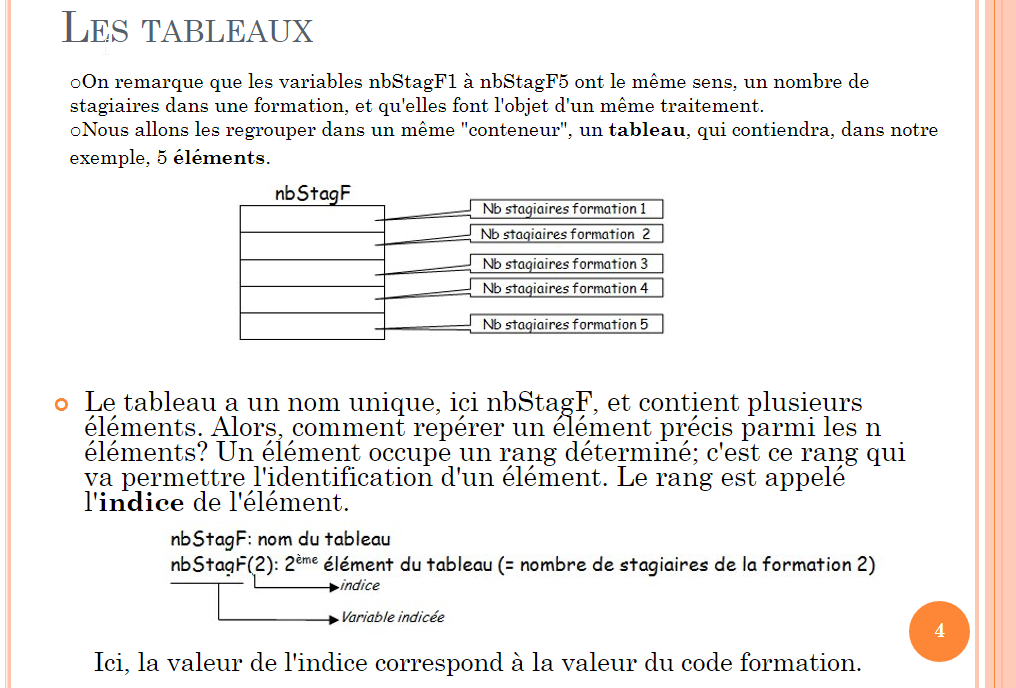 LES TABLEAUX
oOn remarque que les variables nbStagF1 à nbStagF5 ont le même sens, un nombre de
stagiaires dans une formation, et qu'elles font l'objet d'un même traitement.
oNous allons les regrouper dans un même "conteneur", un tableau, qui contiendra, dans notre
exemple, 5 éléments.
nbStagF
Nb stagiaires formation 1
Nb stagiaires formation 2
Nb stagiaires formation 3
Nb stagiaires formation 4
Nb stagiaires formation 5
Le tableau a un nom unique, ici nbStagF, et contient plusieurs
éléments. Alors, comment repérer un élément précis parmi les n
éléments? Un élément occupe un rang déterminé; c'est ce rang qui
va permettre l'identification d'un élément. Le rang est appelé
l'indice de l'élément.
nbStagF: nom du tableau
nbStagF(2): 2ème élément du tableau (= nombre de stagiaires de la formation 2)
indice
Variable indicée
4
Ici, la valeur de l'indice correspond à la valeur du code formation.